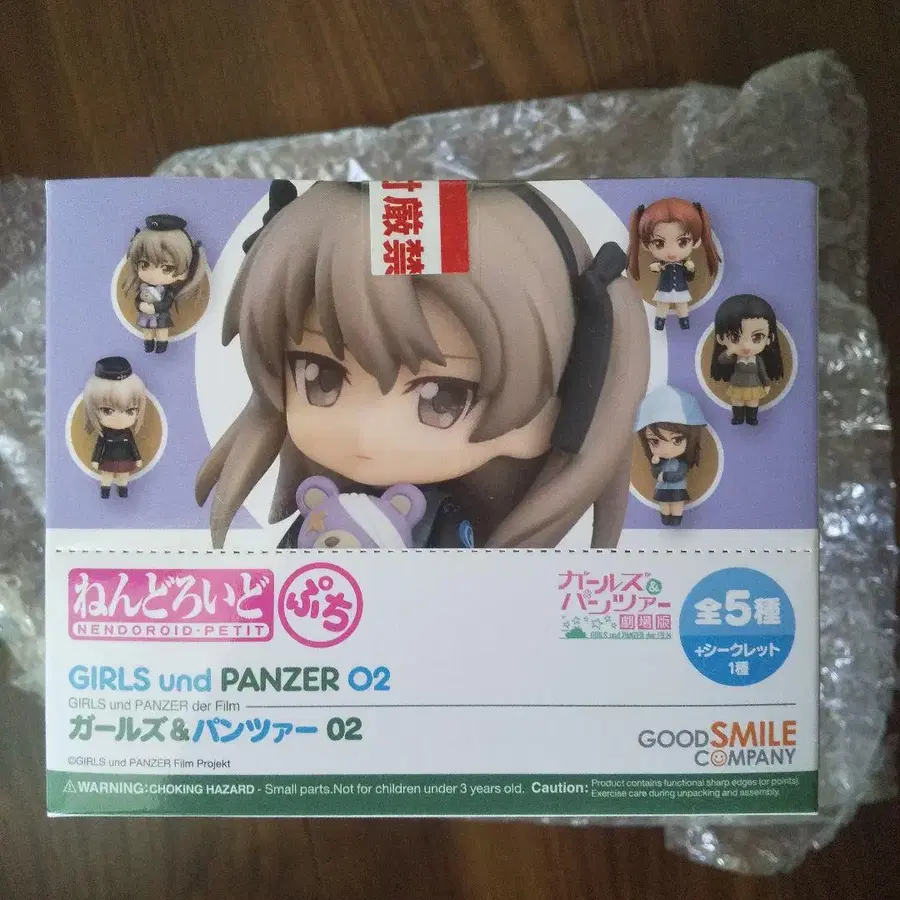 封厳禁
ねんどろいど
NENDOROID·PETIT
ぷち
ガールズ&
パンツァー
劇場版
GIRLS und PANZER der FILM
全5種
+シークレット
1種
GIRLS und PANZER 02
GIRLS und PANZER der Film
ガールズ&パンツァー 02
©GIRLS und PANZER Film Projekt
GOOD SMILE
COMPANY
⚠WARNING: CHOKING HAZARD - Small parts.Not for children under 3 years old. Caution: Product contains functional sharp edges (or points).
Exercise care during unpacking and assembly.